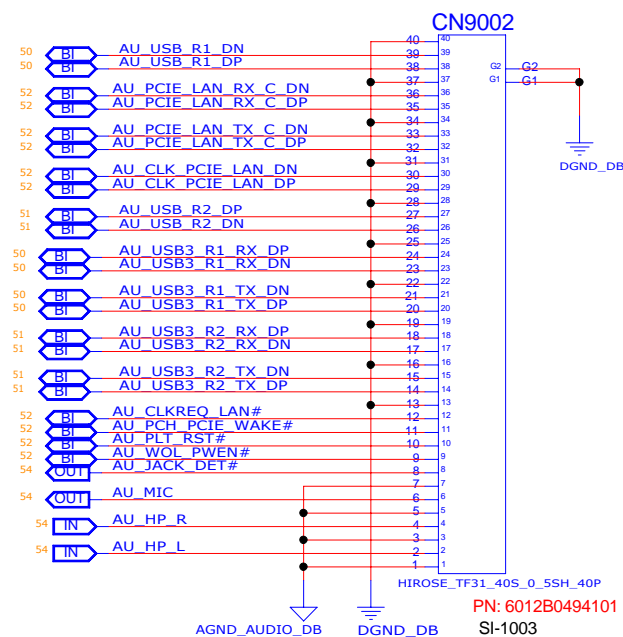 CN9002
40 40
50 BI AU_USB_R1_DN 39 39
50 BI AU_USB_R1_DP 38 38
37 37
52 BI AU_PCIE_LAN_RX_C_DN 36 36
52 BI AU_PCIE_LAN_RX_C_DP 35 35
34 34
52 BI AU_PCIE_LAN_TX_C_DN 33 33
52 BI AU_PCIE_LAN_TX_C_DP 32 32
31 31
52 BI AU_CLK_PCIE_LAN_DN 30 30
52 BI AU_CLK_PCIE_LAN_DP 29 29
28 28
51 BI AU_USB_R2_DP 27 27
51 BI AU_USB_R2_DN 26 26
25 25
50 BI AU_USB3_R1_RX_DP 24 24
50 BI AU_USB3_R1_RX_DN 23 23
22 22
50 BI AU_USB3_R1_TX_DN 21 21
50 BI AU_USB3_R1_TX_DP 20 20
19 19
51 BI AU_USB3_R2_RX_DP 18 18
51 BI AU_USB3_R2_RX_DN 17 17
16 16
51 BI AU_USB3_R2_TX_DN 15 15
51 BI AU_USB3_R2_TX_DP 14 14
13 13
52 BI AU_CLKREQ_LAN# 12 12
52 BI AU_PCH_PCIE_WAKE# 11 11
52 BI AU_PLT_RST# 10 10
52 BI AU_WOL_PWEN# 9 9
54 OUT AU_JACK_DET# 8 8
7 7
54 OUT AU_MIC 6 6
5 5
54 IN AU_HP_R 4 4
3 3
54 IN AU_HP_L 2 2
1 1
G2 G2
G1 G1
DGND_DB
HIROSE_TF31_40S_0_5SH_40P
PN: 6012B0494101
SI-1003
AGND_AUDIO_DB
DGND_DB